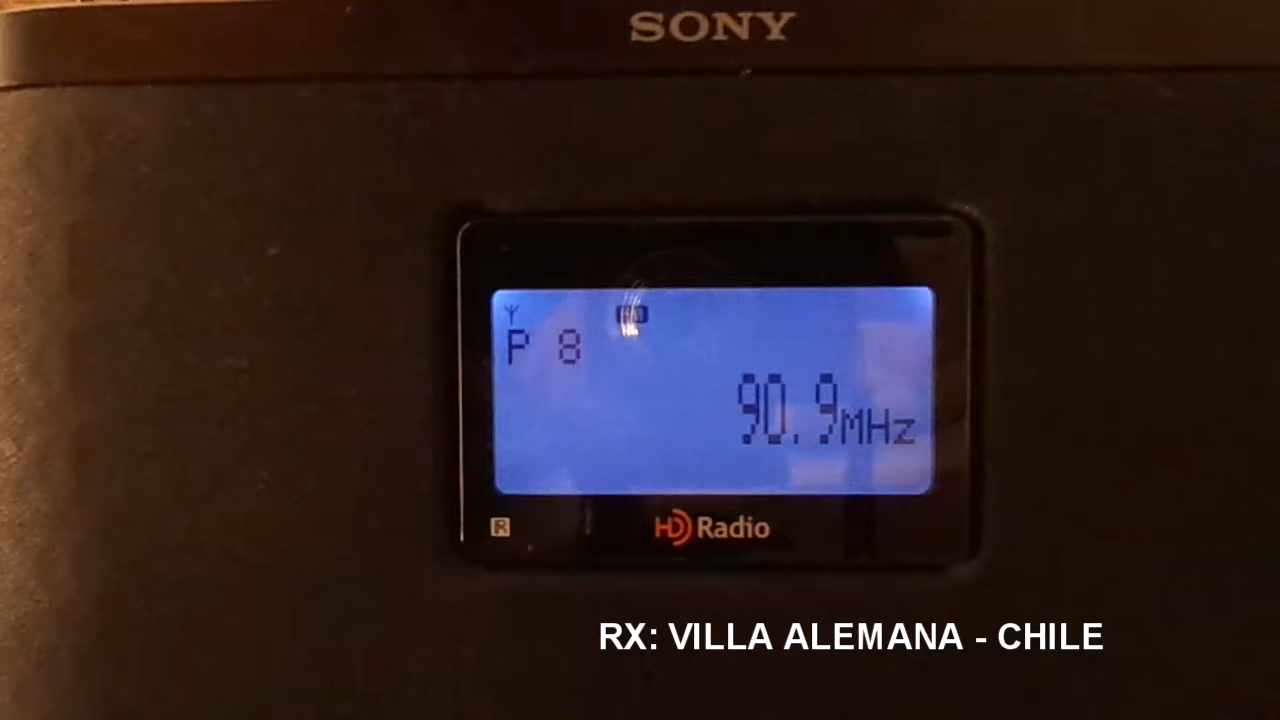 SONY
P 8
90.9MHz
R
HD Radio
RX: VILLA ALEMANA - CHILE